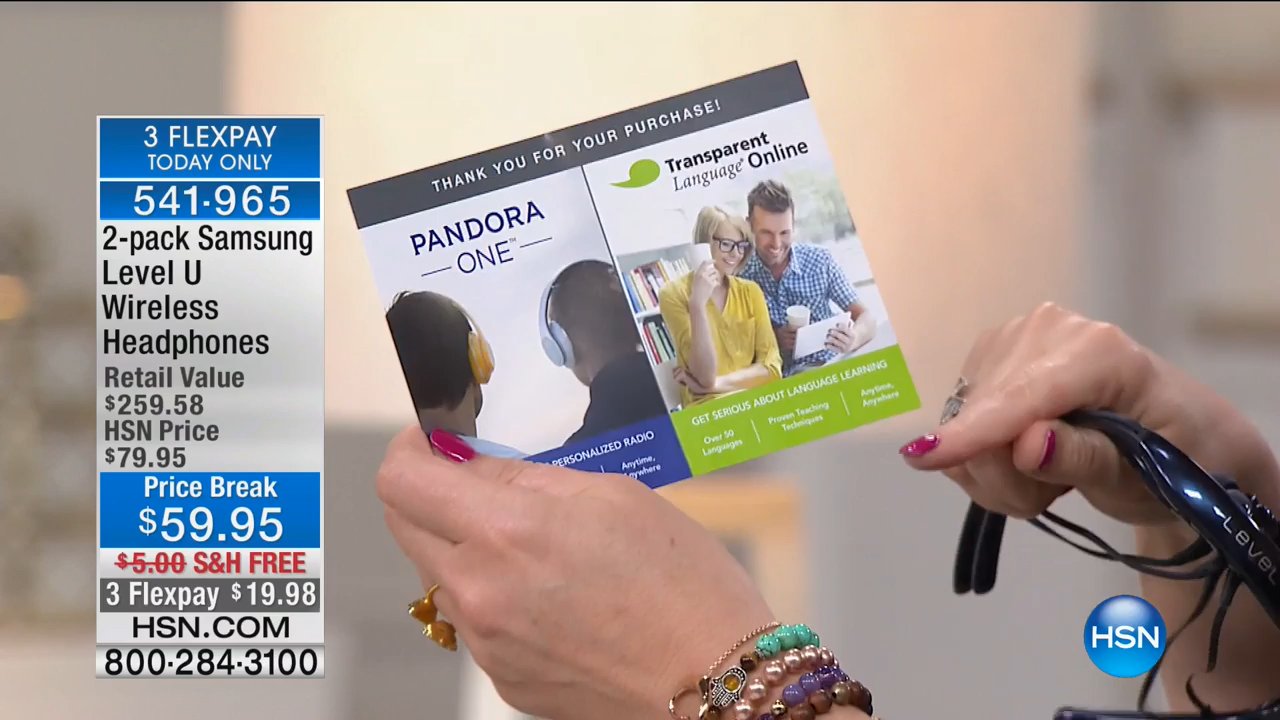 3 FLEXPAY
TODAY ONLY
541-965
2-pack Samsung
Level U
Wireless
Headphones
Retail Value
$259.58
HSN Price
$79.95
Price Break
$59.95
$5.00 S&H FREE
3 Flexpay $19.98
HSN.COM
800-284-3100
THANK YOU FOR YOUR PURCHASE!
PANDORA
ONE™
PERSONALIZED RADIO
Anytime,
Transparent
Language® Online
GET SERIOUS ABOUT LANGUAGE LEARNING
Over 50
Languages
Proven Teaching
Techniques
Anytime,
Anywhere
Level
HSN